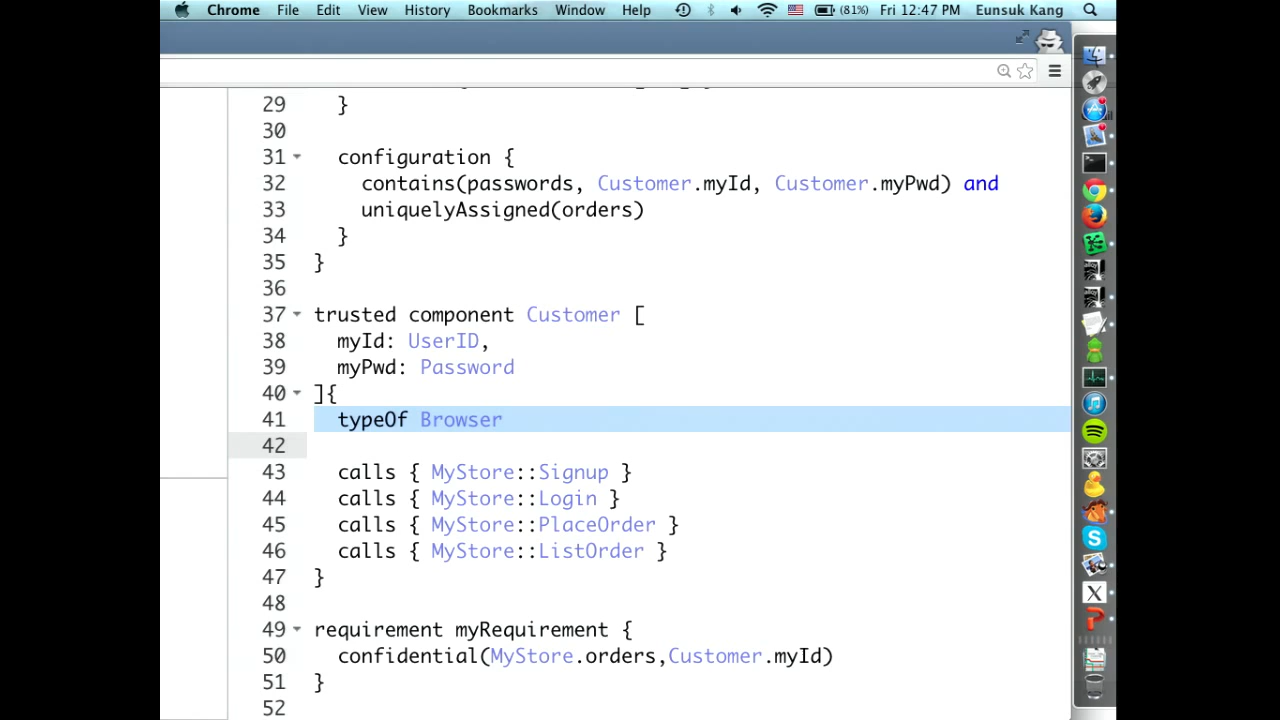 Chrome File Edit View History Bookmarks Window Help (81%) Fri 12:47 PM Eunsuk Kang
29 }
30
31 configuration {
32 contains(passwords, Customer.myId, Customer.myPwd) and
33 uniquelyAssigned(orders)
34 }
35 }
36
37 trusted component Customer [
38 myId: UserID,
39 myPwd: Password
40 ]{
41 typeOf Browser
42
43 calls { MyStore::Signup }
44 calls { MyStore::Login }
45 calls { MyStore::PlaceOrder }
46 calls { MyStore::ListOrder }
47 }
48
49 requirement myRequirement {
50 confidential(MyStore.orders,Customer.myId)
51 }
52